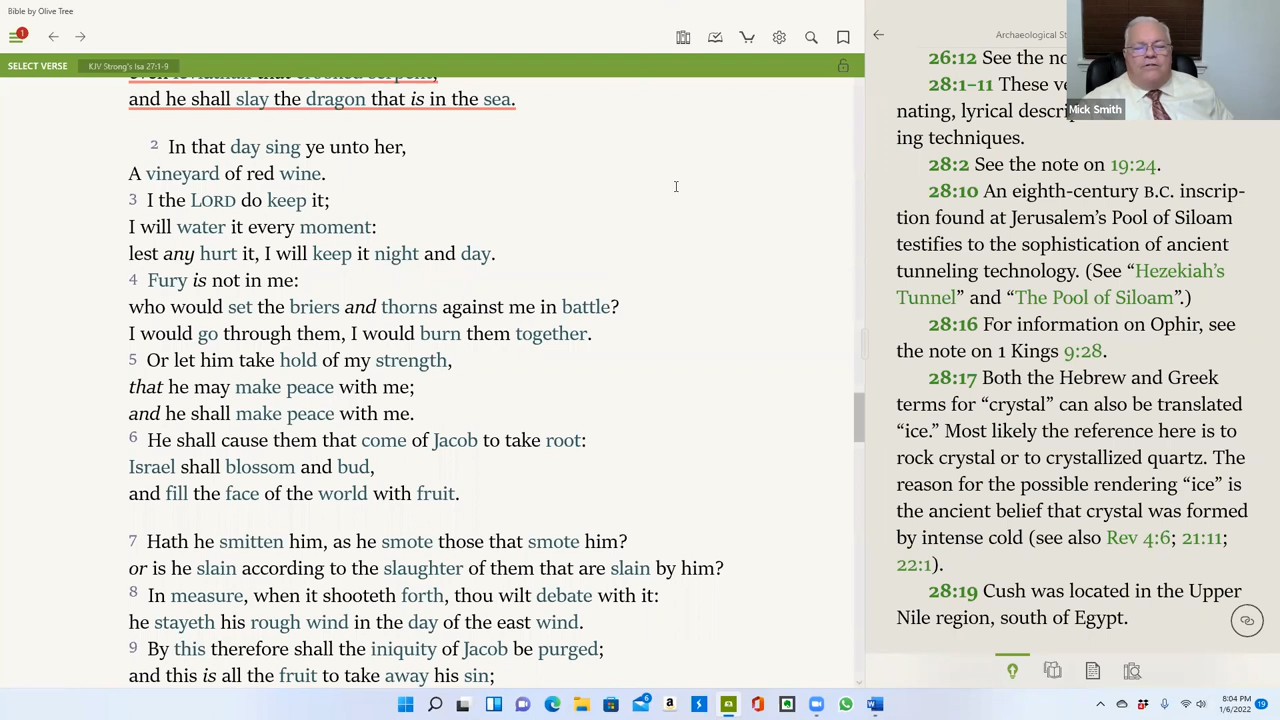 Bible by Olive Tree
1
Archaeological St
SELECT VERSE KJV Strong's Isa 27:1-9
and he shall slay the dragon that is in the sea.
2 In that day sing ye unto her,
A vineyard of red wine.
3 I the LORD do keep it;
I will water it every moment:
lest any hurt it, I will keep it night and day.
4 Fury is not in me:
who would set the briers and thorns against me in battle?
I would go through them, I would burn them together.
5 Or let him take hold of my strength,
that he may make peace with me;
and he shall make peace with me.
6 He shall cause them that come of Jacob to take root:
Israel shall blossom and bud,
and fill the face of the world with fruit.
7 Hath he smitten him, as he smote those that smote him?
or is he slain according to the slaughter of them that are slain by him?
8 In measure, when it shooteth forth, thou wilt debate with it:
he stayeth his rough wind in the day of the east wind.
9 By this therefore shall the iniquity of Jacob be purged;
and this is all the fruit to take away his sin;
26:12 See the no
28:1–11 These ve
nating, lyrical descri
ing techniques.
28:2 See the note on 19:24.
28:10 An eighth-century B.C. inscrip-
tion found at Jerusalem's Pool of Siloam
testifies to the sophistication of ancient
tunneling technology. (See “Hezekiah's
Tunnel” and “The Pool of Siloam”.)
28:16 For information on Ophir, see
the note on 1 Kings 9:28.
28:17 Both the Hebrew and Greek
terms for “crystal” can also be translated
“ice.” Most likely the reference here is to
rock crystal or to crystallized quartz. The
reason for the possible rendering “ice” is
the ancient belief that crystal was formed
by intense cold (see also Rev 4:6; 21:11;
22:1).
28:19 Cush was located in the Upper
Nile region, south of Egypt.
Mick Smith
6
8:04 PM
1/6/2022
19